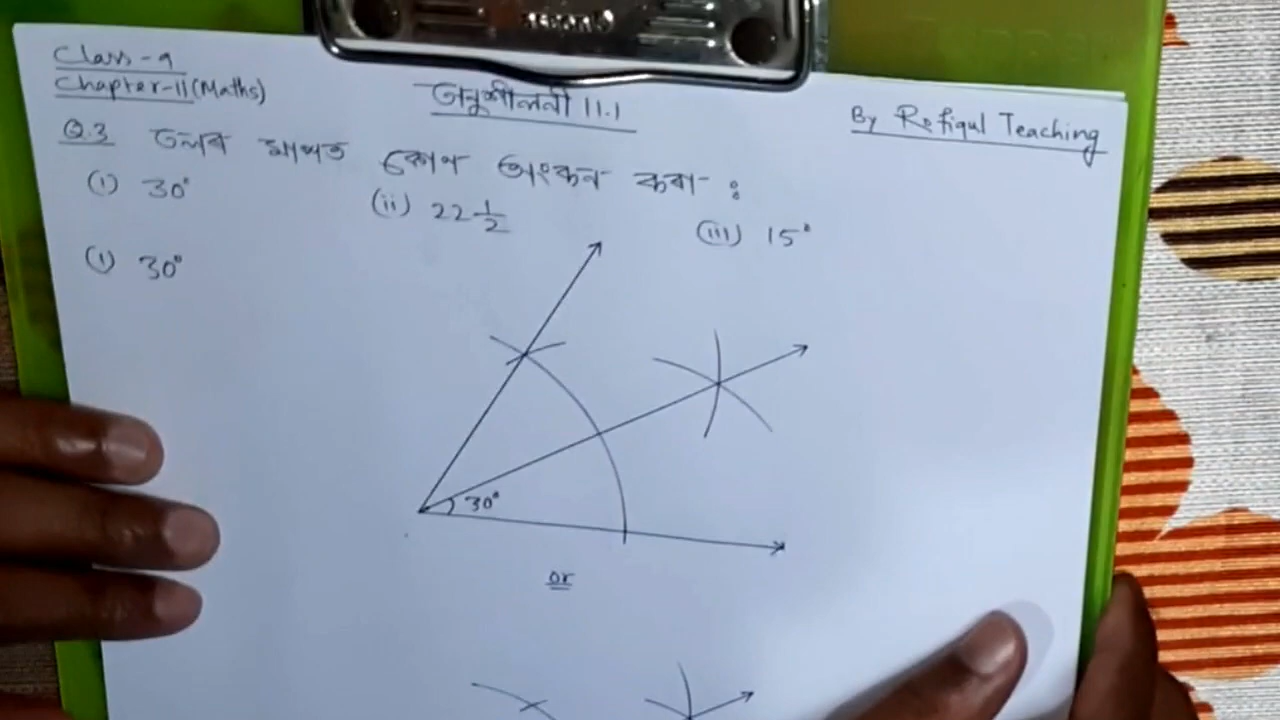 Class - 9
Chapter-11 (Maths)
অনুশীলনী 11.1
By Refiqul Teaching
Q.3 তলৰ মাপত কোণ অংকন কৰা :
(i) 30°
(ii) 22 1/2
(iii) 15°
(i) 30°
30°
or